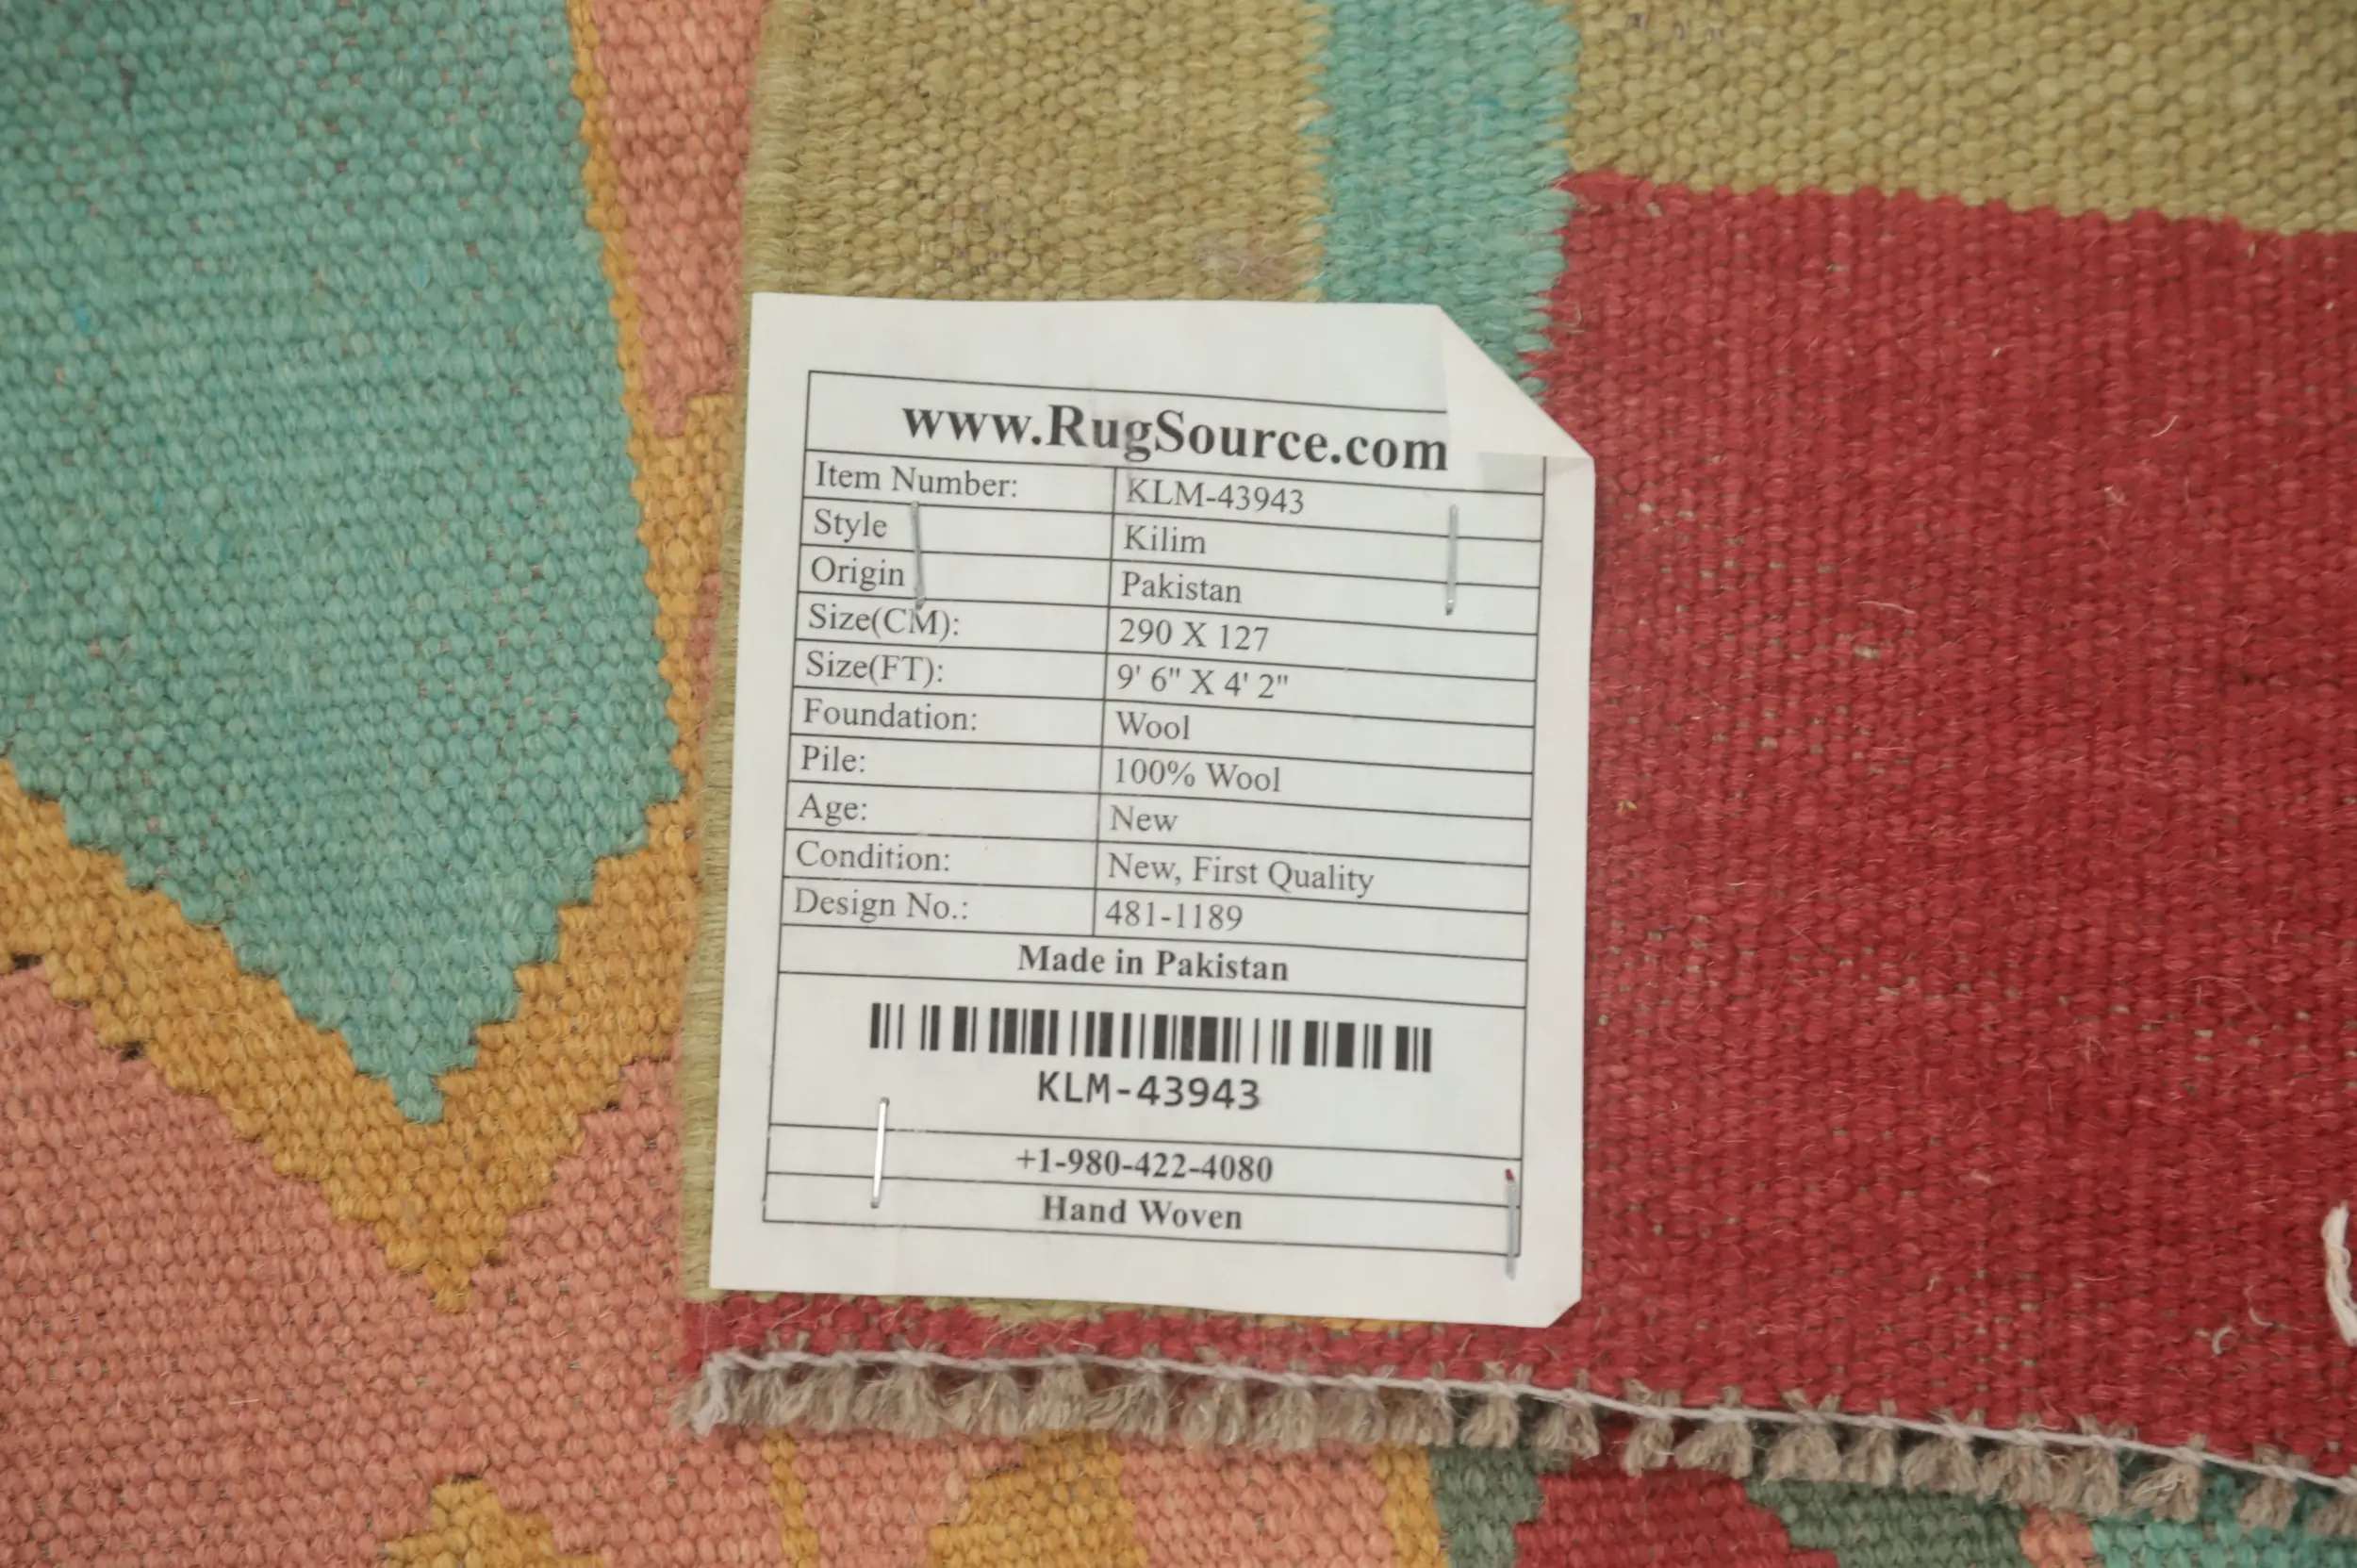 www.RugSource.com
Item Number: KLM-43943
Style Kilim
Origin Pakistan
Size(CM): 290 X 127
Size(FT): 9' 6" X 4' 2"
Foundation: Wool
Pile: 100% Wool
Age: New
Condition: New, First Quality
Design No.: 481-1189
Made in Pakistan
KLM-43943
+1-980-422-4080
Hand Woven